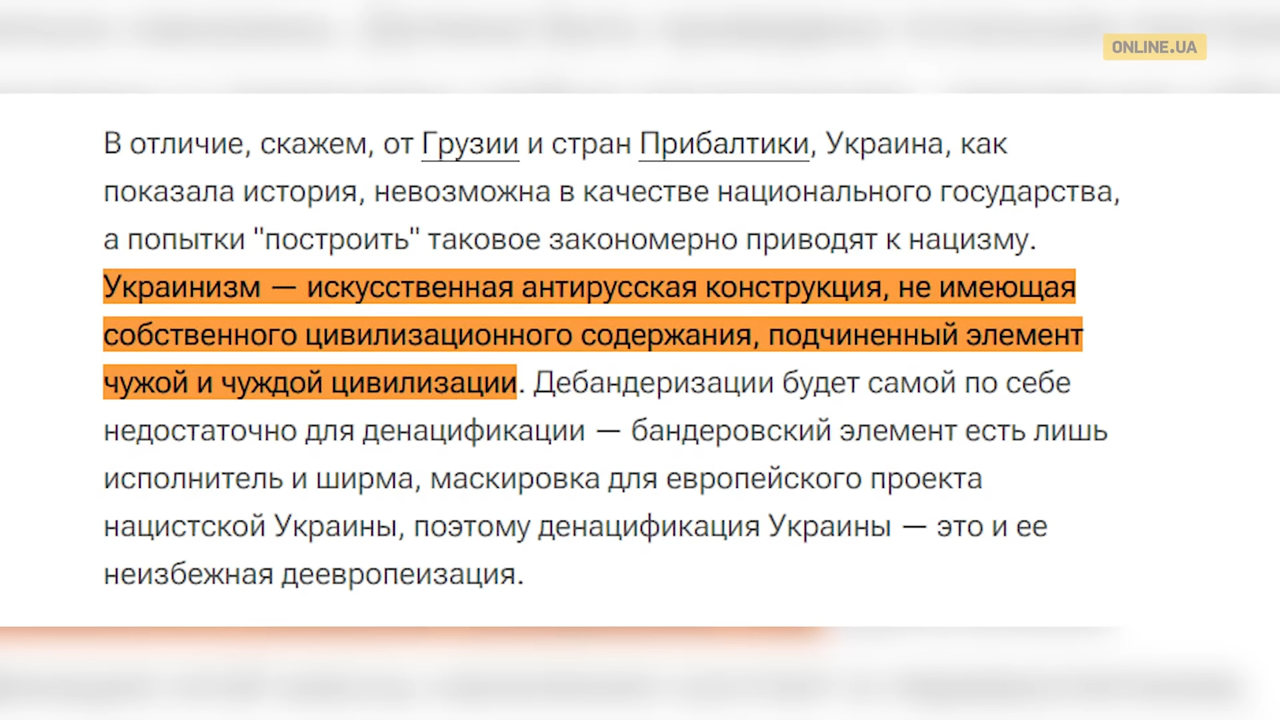 ONLINE.UA
В отличие, скажем, от Грузии и стран Прибалтики, Украина, как
показала история, невозможна в качестве национального государства,
а попытки "построить" таковое закономерно приводят к нацизму.
Украинизм — искусственная антирусская конструкция, не имеющая
собственного цивилизационного содержания, подчиненный элемент
чужой и чуждой цивилизации. Дебандеризации будет самой по себе
недостаточно для денацификации — бандеровский элемент есть лишь
исполнитель и ширма, маскировка для европейского проекта
нацистской Украины, поэтому денацификация Украины — это и ее
неизбежная деевропеизация.